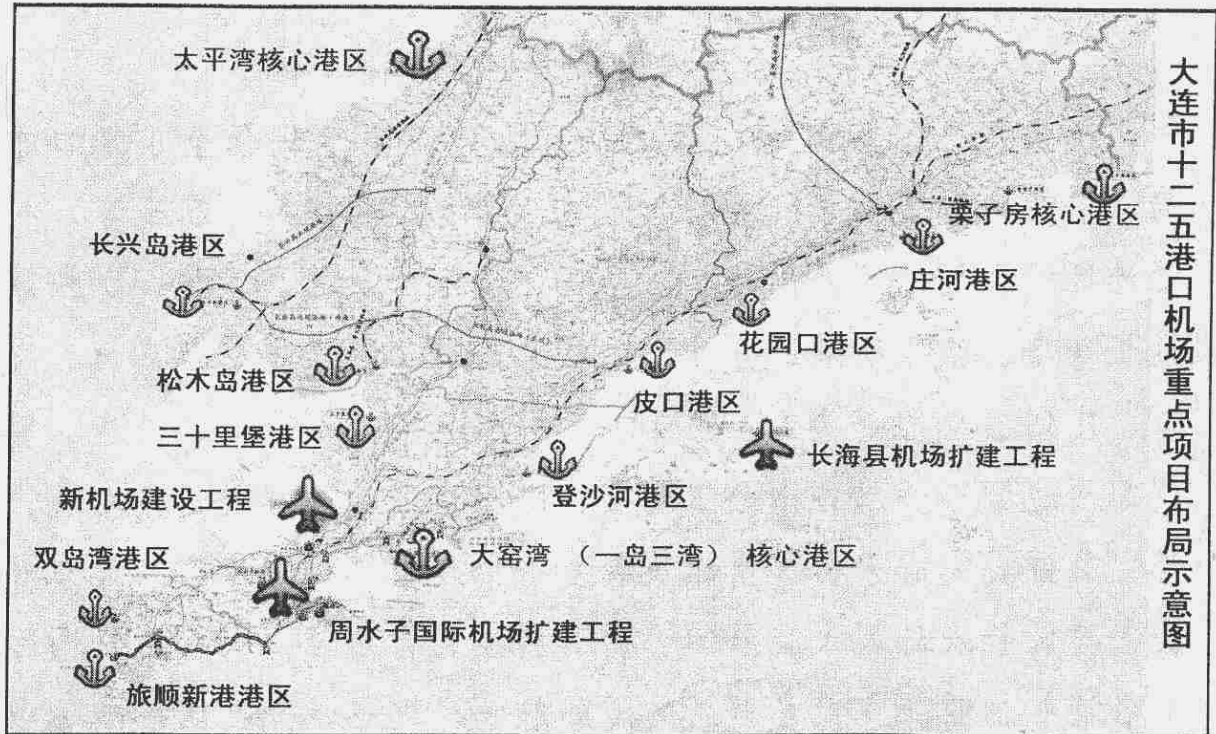 大连市十二五港口机场重点项目布局示意图
太平湾核心港区
栗子房核心港区
长兴岛港区
庄河港区
花园口港区
松木岛港区
皮口港区
三十里堡港区
长海县机场扩建工程
新机场建设工程
登沙河港区
双岛湾港区
大窑湾 （一岛三湾） 核心港区
周水子国际机场扩建工程
旅顺新港港区